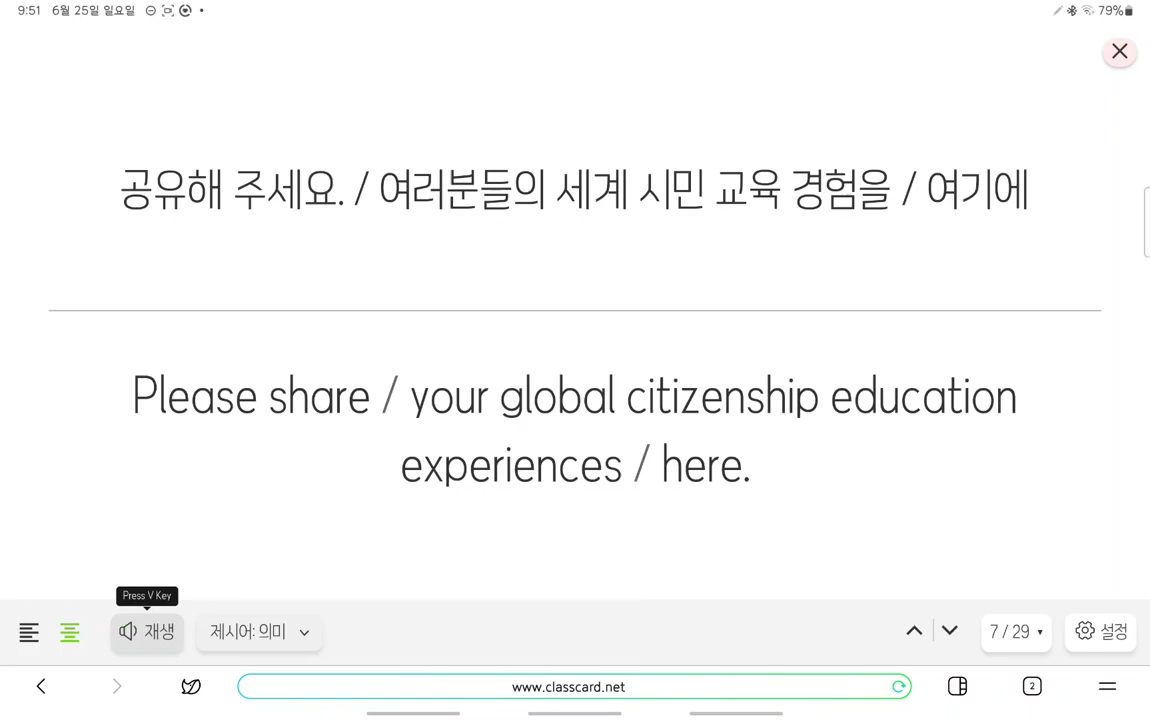 9:51 6월 25일 일요일
79%
공유해 주세요. / 여러분들의 세계 시민 교육 경험을 / 여기에
Please share / your global citizenship education
experiences / here.
Press V Key
재생
제시어: 의미
7 / 29
설정
www.classcard.net
2